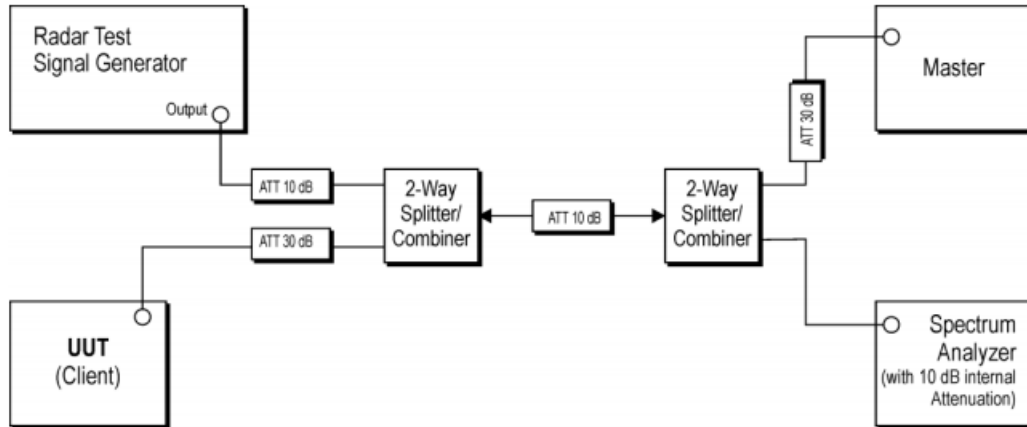 Radar Test
Signal Generator
Output
ATT 10 dB
ATT 30 dB
2-Way
Splitter/
Combiner
ATT 10 dB
2-Way
Splitter/
Combiner
ATT 30 dB
Master
UUT
(Client)
Spectrum
Analyzer
(with 10 dB internal
Attenuation)